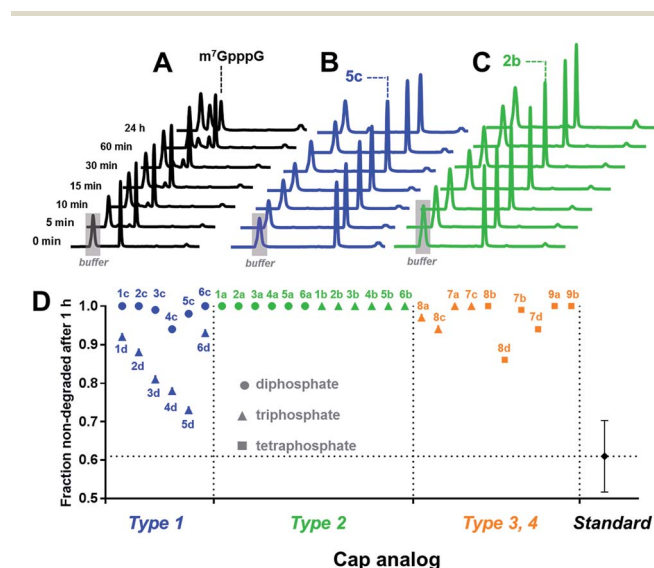 A
m⁷GpppG
B
5c
C
2b
24 h
60 min
30 min
15 min
10 min
5 min
0 min
buffer
buffer
buffer
D
Fraction non-degraded after 1 h
1.0
0.9
0.8
0.7
0.6
0.5
1c 2c 3c 4c 5c 6c
1d 2d 3d 4d 5d 6d
1a 2a 3a 4a 5a 6a 1b 2b 3b 4b 5b 6b
8a 8c 7a 7c 8b 8d 7b 7d 9a 9b
diphosphate
triphosphate
tetraphosphate
Type 1
Type 2
Type 3, 4
Standard
Cap analog